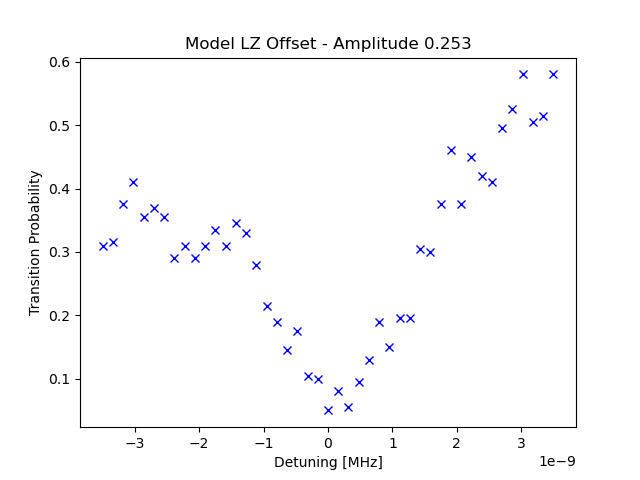 Model LZ Offset - Amplitude 0.253
0.6
0.5
0.4
0.3
0.2
0.1
Transition Probability
−3 −2 −1 0 1 2 3
1e−9
Detuning [MHz]